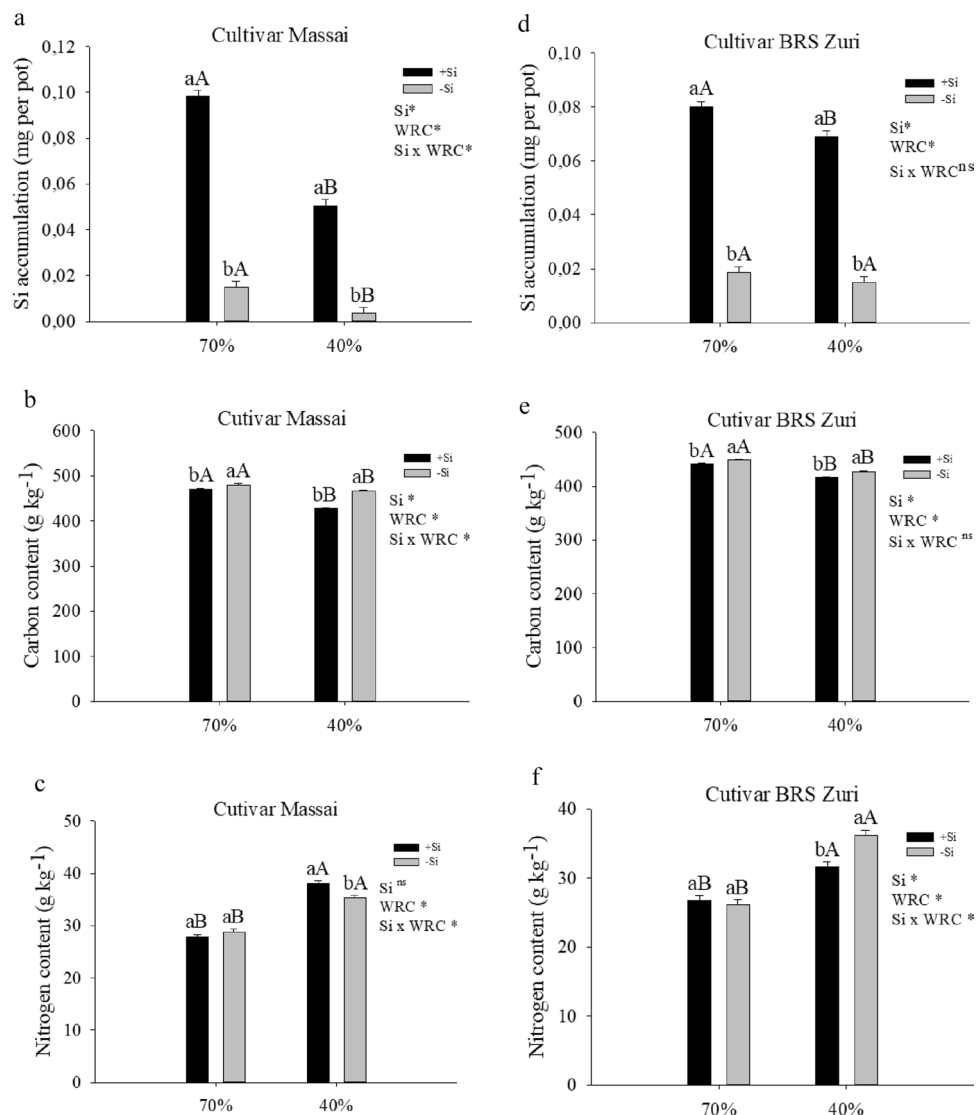 a
Cultivar Massai
Si accumulation (mg per pot)
0,12
0,10
0,08
0,06
0,04
0,02
0,00
aA
bA
aB
bB
+Si
-Si
Si*
WRC*
Si x WRC*
70%
40%
d
Cultivar BRS Zuri
Si accumulation (mg per pot)
0,10
0,08
0,06
0,04
0,02
0,00
aA
bA
aB
bA
+Si
-Si
Si*
WRC*
Si x WRCns
70%
40%
b
Cutivar Massai
Carbon content (g kg-1)
600
500
400
300
200
100
0
bA
aA
bB
aB
+Si
-Si
Si *
WRC *
Si x WRC *
70%
40%
e
Cutivar BRS Zuri
Carbon content (g kg-1)
500
400
300
200
100
0
bA
aA
bB
aB
+Si
-Si
Si *
WRC *
Si x WRC ns
70%
40%
c
Cutivar Massai
Nitrogen content (g kg-1)
50
40
30
20
10
0
aB
aB
aA
bA
+Si
-Si
Si ns
WRC *
Si x WRC *
70%
40%
f
Cutivar BRS Zuri
Nitrogen content (g kg-1)
40
30
20
10
0
aB
aB
bA
aA
+Si
-Si
Si *
WRC *
Si x WRC *
70%
40%